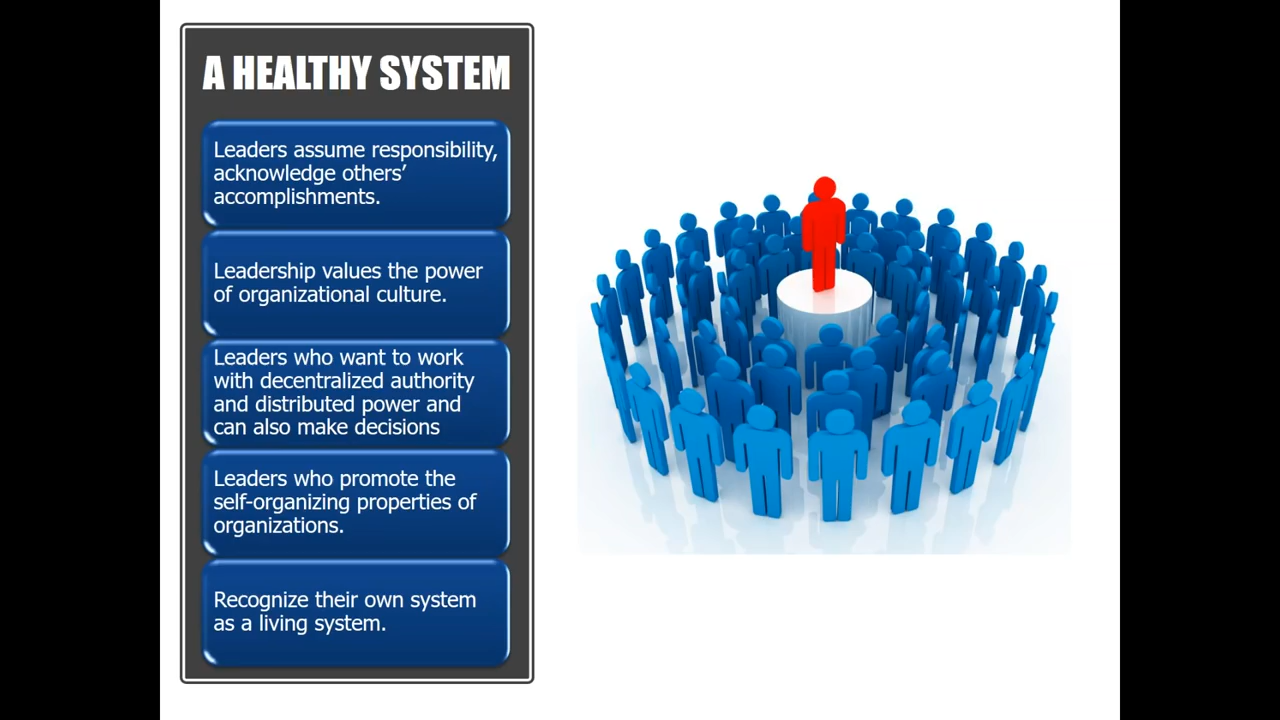 A HEALTHY SYSTEM
Leaders assume responsibility,
acknowledge others’
accomplishments.
Leadership values the power
of organizational culture.
Leaders who want to work
with decentralized authority
and distributed power and
can also make decisions
Leaders who promote the
self-organizing properties of
organizations.
Recognize their own system
as a living system.